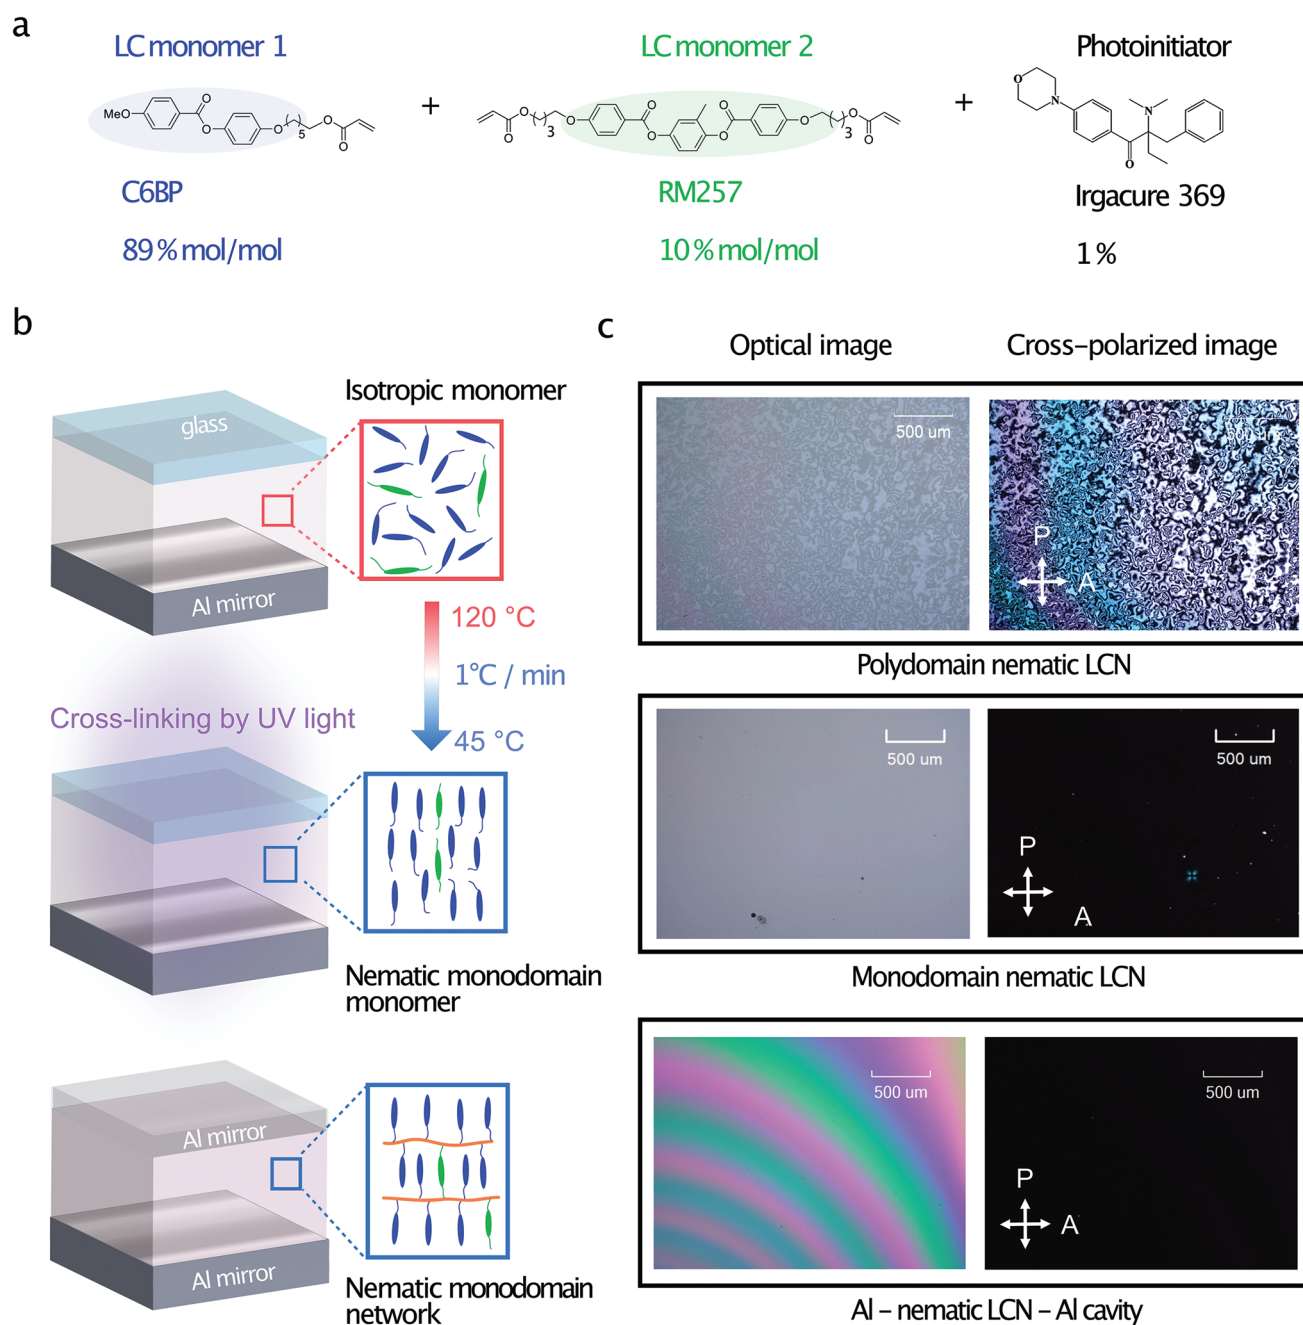 a
LC monomer 1
LC monomer 2
Photoinitiator
MeO
O
O
O
5
O
O
+
O
O
3
O
O
O
O
O
O
3
O
O
+
O
N
N
O
C6BP
RM257
Irgacure 369
89% mol/mol
10% mol/mol
1%
b
glass
Al mirror
Isotropic monomer
120 °C
1°C / min
45 °C
Cross-linking by UV light
Nematic monodomain
monomer
Al mirror
Al mirror
Nematic monodomain
network
c
Optical image
Cross-polarized image
500 um
500 um
P
A
Polydomain nematic LCN
500 um
500 um
P
A
Monodomain nematic LCN
500 um
500 um
P
A
Al – nematic LCN – Al cavity